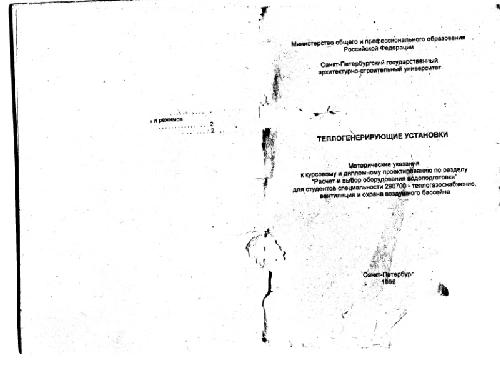 и режимов
2
2
Министерство общего и профессионального образования
Российской Федерации
Санкт-Петербургский государственный
архитектурно-строительный университет
ТЕПЛОГЕНЕРИРУЮЩИЕ УСТАНОВКИ
Методические указания
к курсовому и дипломному проектированию по разделу
"Расчет и выбор оборудования водоподготовки"
для студентов специальности 290700 - теплогазоснабжение,
вентиляция и охрана воздушного бассейна
Санкт-Петербург